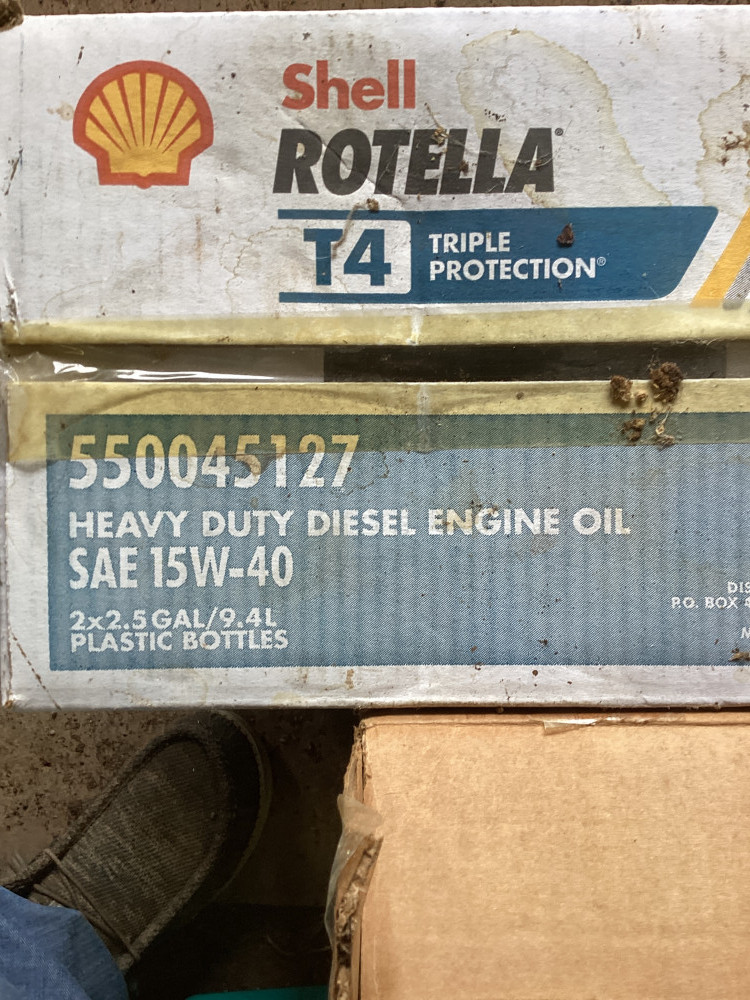 Shell
ROTELLA®
T4 TRIPLE
PROTECTION®
550045127
HEAVY DUTY DIESEL ENGINE OIL
SAE 15W-40
2x2.5 GAL/9.4L
PLASTIC BOTTLES
P.O. BOX